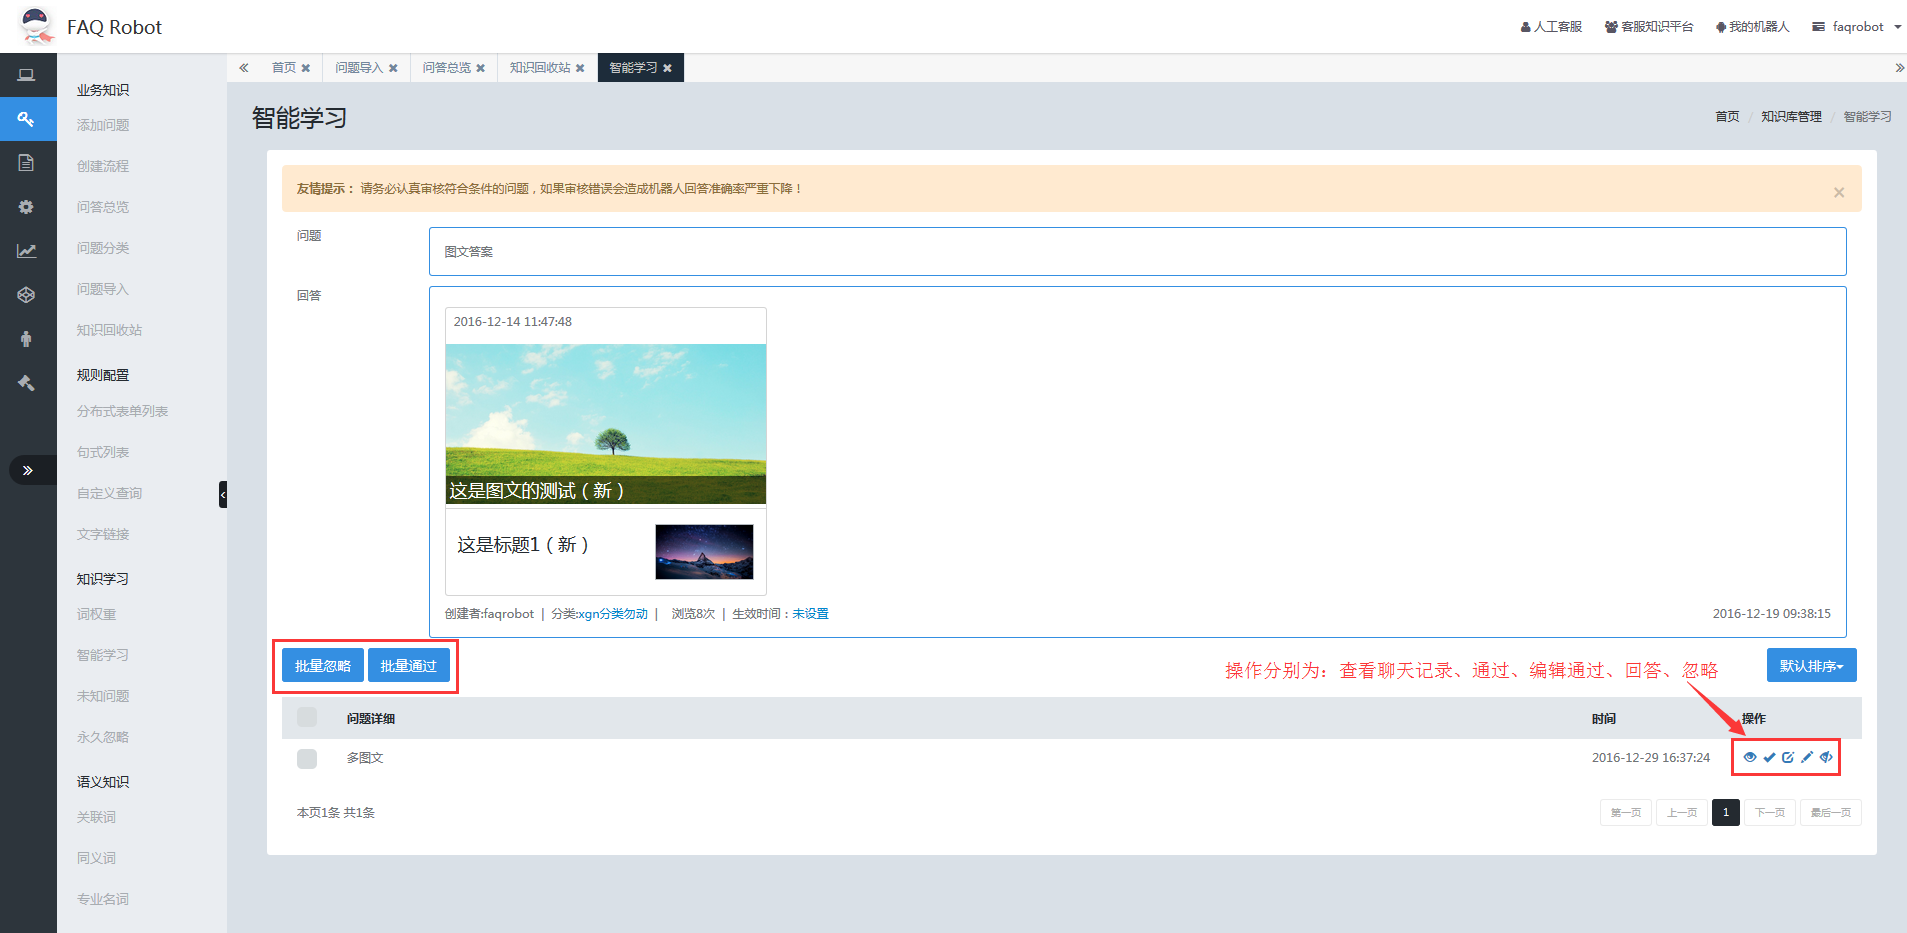 FAQ Robot
人工客服
客服知识平台
我的机器人
faqrobot
首页
问题导入
问答总览
知识回收站
智能学习
业务知识
添加问题
创建流程
问答总览
问题分类
问题导入
知识回收站
规则配置
分布式表单列表
句式列表
自定义查询
文字链接
知识学习
词权重
智能学习
未知问题
永久忽略
语义知识
关联词
同义词
专业名词
智能学习
首页 / 知识库管理 / 智能学习
友情提示： 请务必认真审核符合条件的问题，如果审核错误会造成机器人回答准确率严重下降！
问题
图文答案
回答
2016-12-14 11:47:48
这是图文的测试（新）
这是标题1（新）
创建者:faqrobot | 分类:xgn分类勿动 | 浏览8次 | 生效时间：未设置
2016-12-19 09:38:15
批量忽略
批量通过
操作分别为：查看聊天记录、通过、编辑通过、回答、忽略
默认排序
问题详细
时间
操作
多图文
2016-12-29 16:37:24
本页1条 共1条
第一页
上一页
1
下一页
最后一页